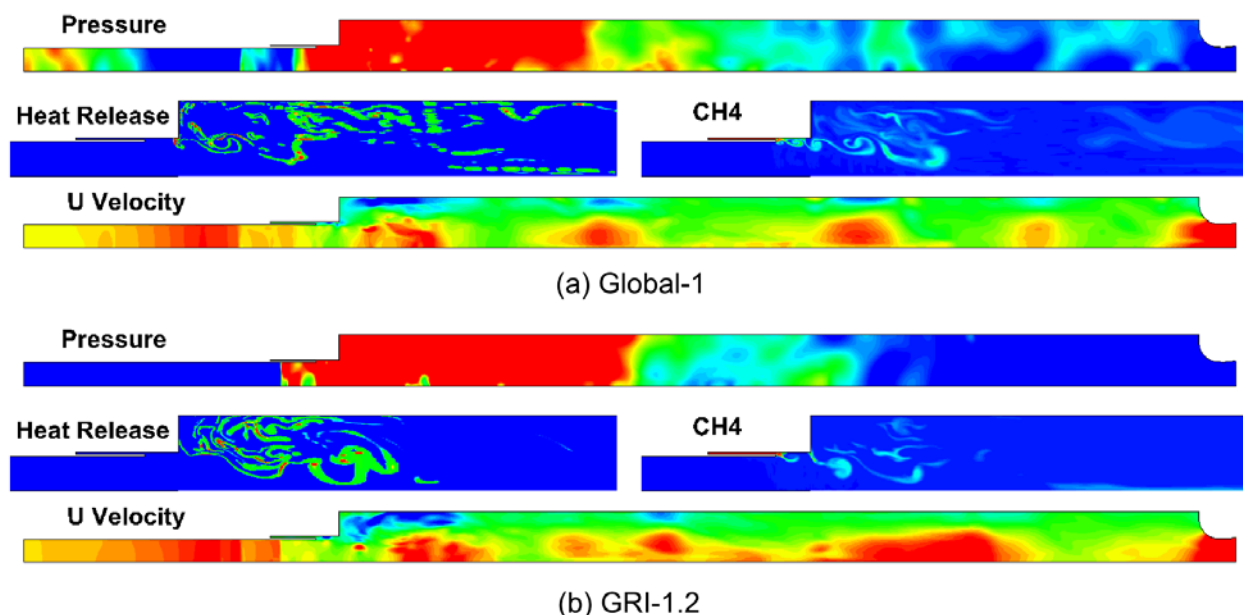 Pressure
Heat Release
CH4
U Velocity
(a) Global-1
Pressure
Heat Release
CH4
U Velocity
(b) GRI-1.2